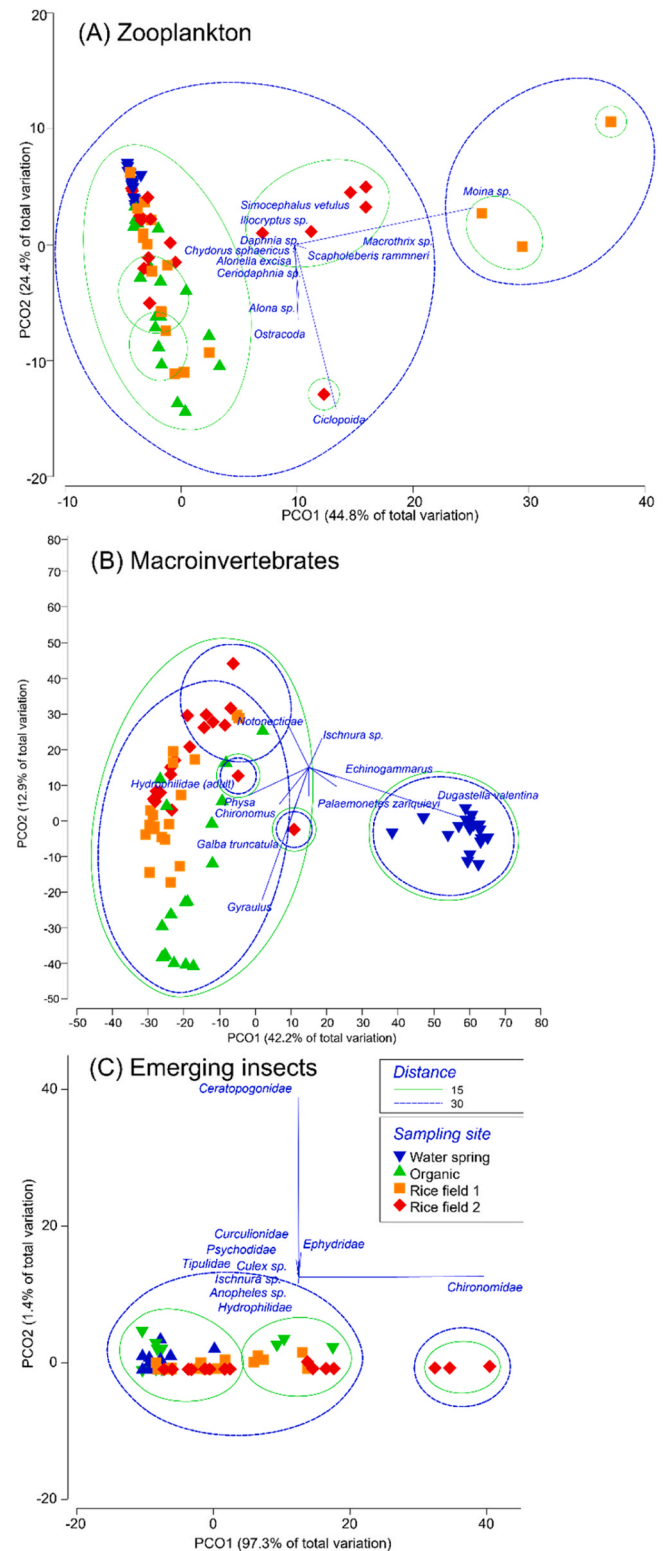 (A) Zooplankton
20
10
0
-10
-20
PCO2 (24.4% of total variation)
Moina sp.
Simocephalus vetulus
Iliocryptus sp.
Daphnia sp.
Macrothrix sp.
Chydorus sphaericus
Scapholeberis rammneri
Alonella excisa
Ceriodaphnia sp.
Alona sp.
Ostracoda
Ciclopoida
-10 0 10 20 30 40
PCO1 (44.8% of total variation)
(B) Macroinvertebrates
80
70
60
50
40
30
20
10
0
-10
-20
-30
-40
-50
PCO2 (12.9% of total variation)
Notonectidae
Ischnura sp.
Echinogammarus
Hydrophilidae (adult)
Dugastella valentina
Physa
Palaemonetes zariquieyi
Chironomus
Galba truncatula
Gyraulus
-50 -40 -30 -20 -10 0 10 20 30 40 50 60 70 80
PCO1 (42.2% of total variation)
(C) Emerging insects
40
20
0
-20
PCO2 (1.4% of total variation)
Ceratopogonidae
Distance
15
30
Sampling site
Water spring
Organic
Rice field 1
Rice field 2
Curculionidae
Ephydridae
Psychodidae
Tipulidae
Culex sp.
Ischnura sp.
Chironomidae
Anopheles sp.
Hydrophilidae
-20 0 20 40
PCO1 (97.3% of total variation)